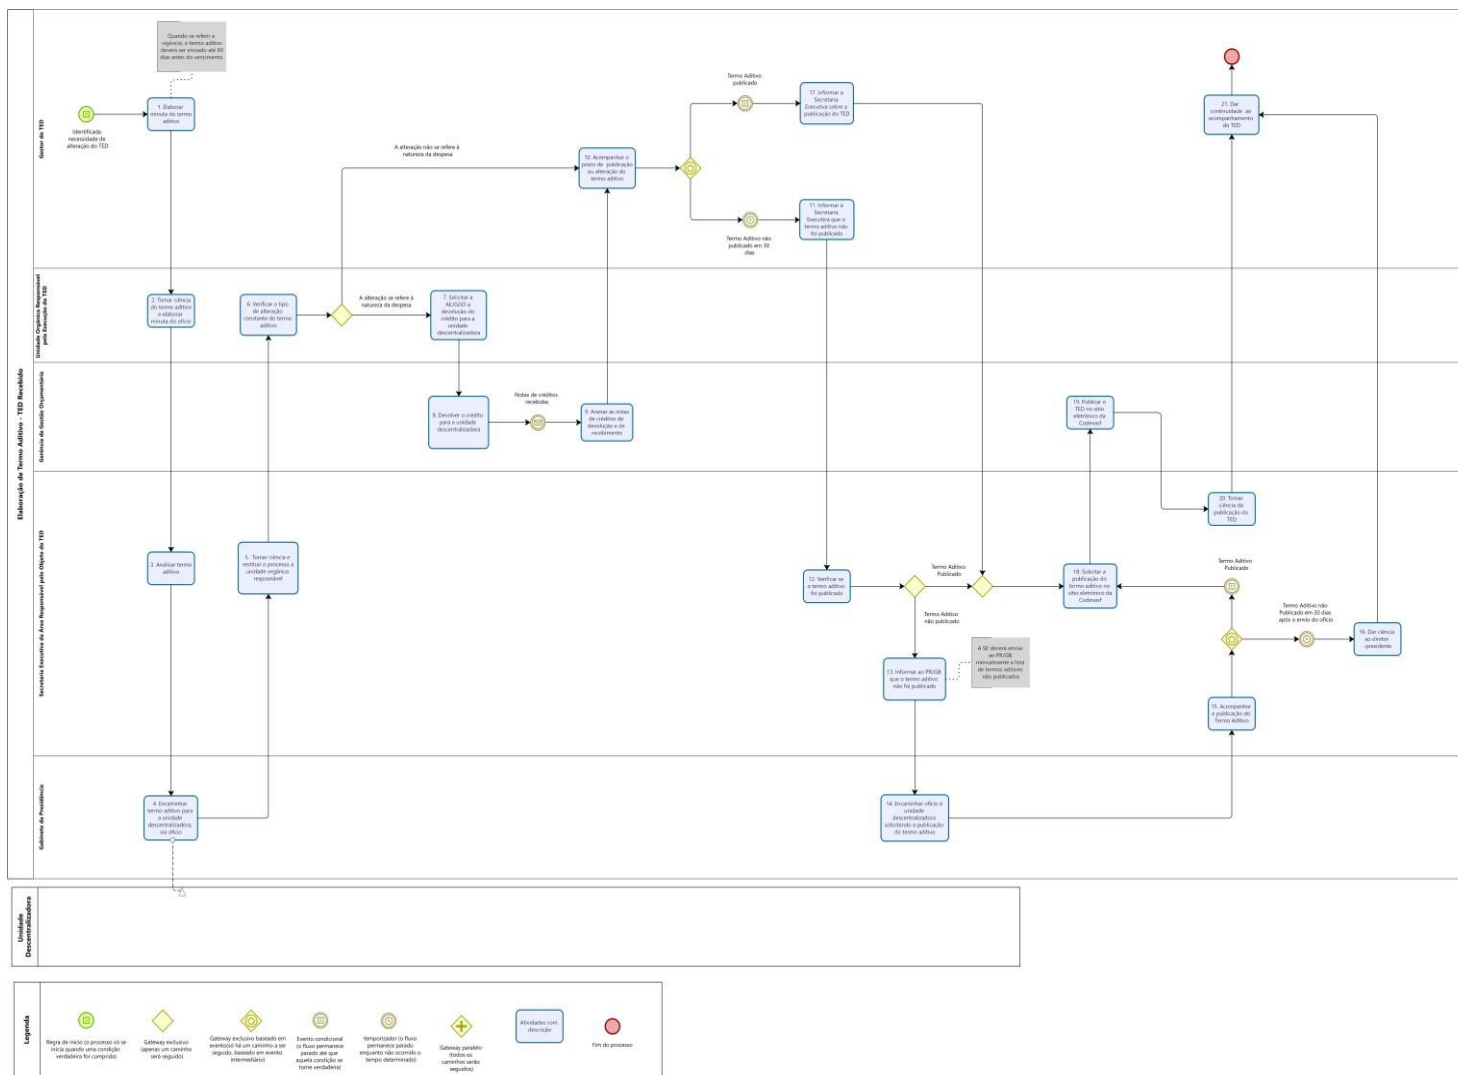 Elaboração de Termo Aditivo - TED Recebido
Gestor do TED
Quando se referir a
vigência, o termo aditivo
deverá ser enviado até 60
dias antes do vencimento.
Identificada
necessidade de
alteração do TED
1. Elaborar
minuta do termo
aditivo
A alteração não se refere à
natureza da despesa
10. Acompanhar o
prazo de publicação
ou alteração do
termo aditivo
Termo Aditivo
publicado
17. Informar a
Secretaria
Executiva sobre a
publicação do TED
Termo Aditivo não
publicado em 30
dias
11. Informar à
Secretaria
Executiva que o
termo aditivo não
foi publicado
21. Dar
continuidade ao
acompanhamento
do TED
Unidade Orgânica Responsável
pela Execução do TED
2. Tomar ciência
do termo aditivo
e elaborar
minuta do ofício
6. Verificar o tipo
de alteração
constante do termo
aditivo
A alteração se refere à
natureza da despesa
7. Solicitar à
AE/GGO a
devolução do
crédito para a
unidade
descentralizadora
Gerência de Gestão Orçamentária
8. Devolver o crédito
para a unidade
descentralizadora
Notas de créditos
recebidas
9. Anexar as notas
de créditos de
devolução e de
recebimento
19. Publicar o
TED no sítio
eletrônico da
Codevasf
Secretaria Executiva da Área Responsável pelo Objeto do TED
3. Analisar termo
aditivo
5. Tomar ciência e
restituir o processo à
unidade orgânica
responsável
12. Verificar se
o termo aditivo
foi publicado
Termo Aditivo
Publicado
Termo Aditivo
não publicado
13. Informar ao PR/GB
que o termo aditivo
não foi publicado
A SE deverá enviar
ao PR/GB
mensalmente a lista
de termos aditivos
não publicados
18. Solicitar a
publicação do
termo aditivo no
sítio eletrônico da
Codevasf
20. Tomar
ciência da
publicação do
TED
Termo Aditivo
Publicado
Termo Aditivo não
Publicado em 30 dias
após o envio do ofício
16. Dar ciência
ao diretor
-presidente
15. Acompanhar
a publicação do
Termo Aditivo
Gabinete da Presidência
4. Encaminhar
termo aditivo para
a unidade
descentralizadora,
via ofício
14. Encaminhar ofício à
unidade
descentralizadora
solicitando a publicação
do termo aditivo
Unidade
Descentralizadora
Legenda
Regra de início (o processo só se
inicia quando uma condição
verdadeira for cumprida)
Gateway exclusivo
(apenas um caminho
será seguido)
Gateway exclusivo baseado em
evento(só há um caminho a ser
seguido, baseado em evento
intermediário)
Evento condicional
(o fluxo permanece
parado até que
aquela condição se
torne verdadeira)
temporizador (o fluxo
permanece parado
enquanto não ocorrido o
tempo determinado)
Gateway paralelo
(todos os
caminhos serão
seguidos)
Atividades com
descrição
Fim do processo